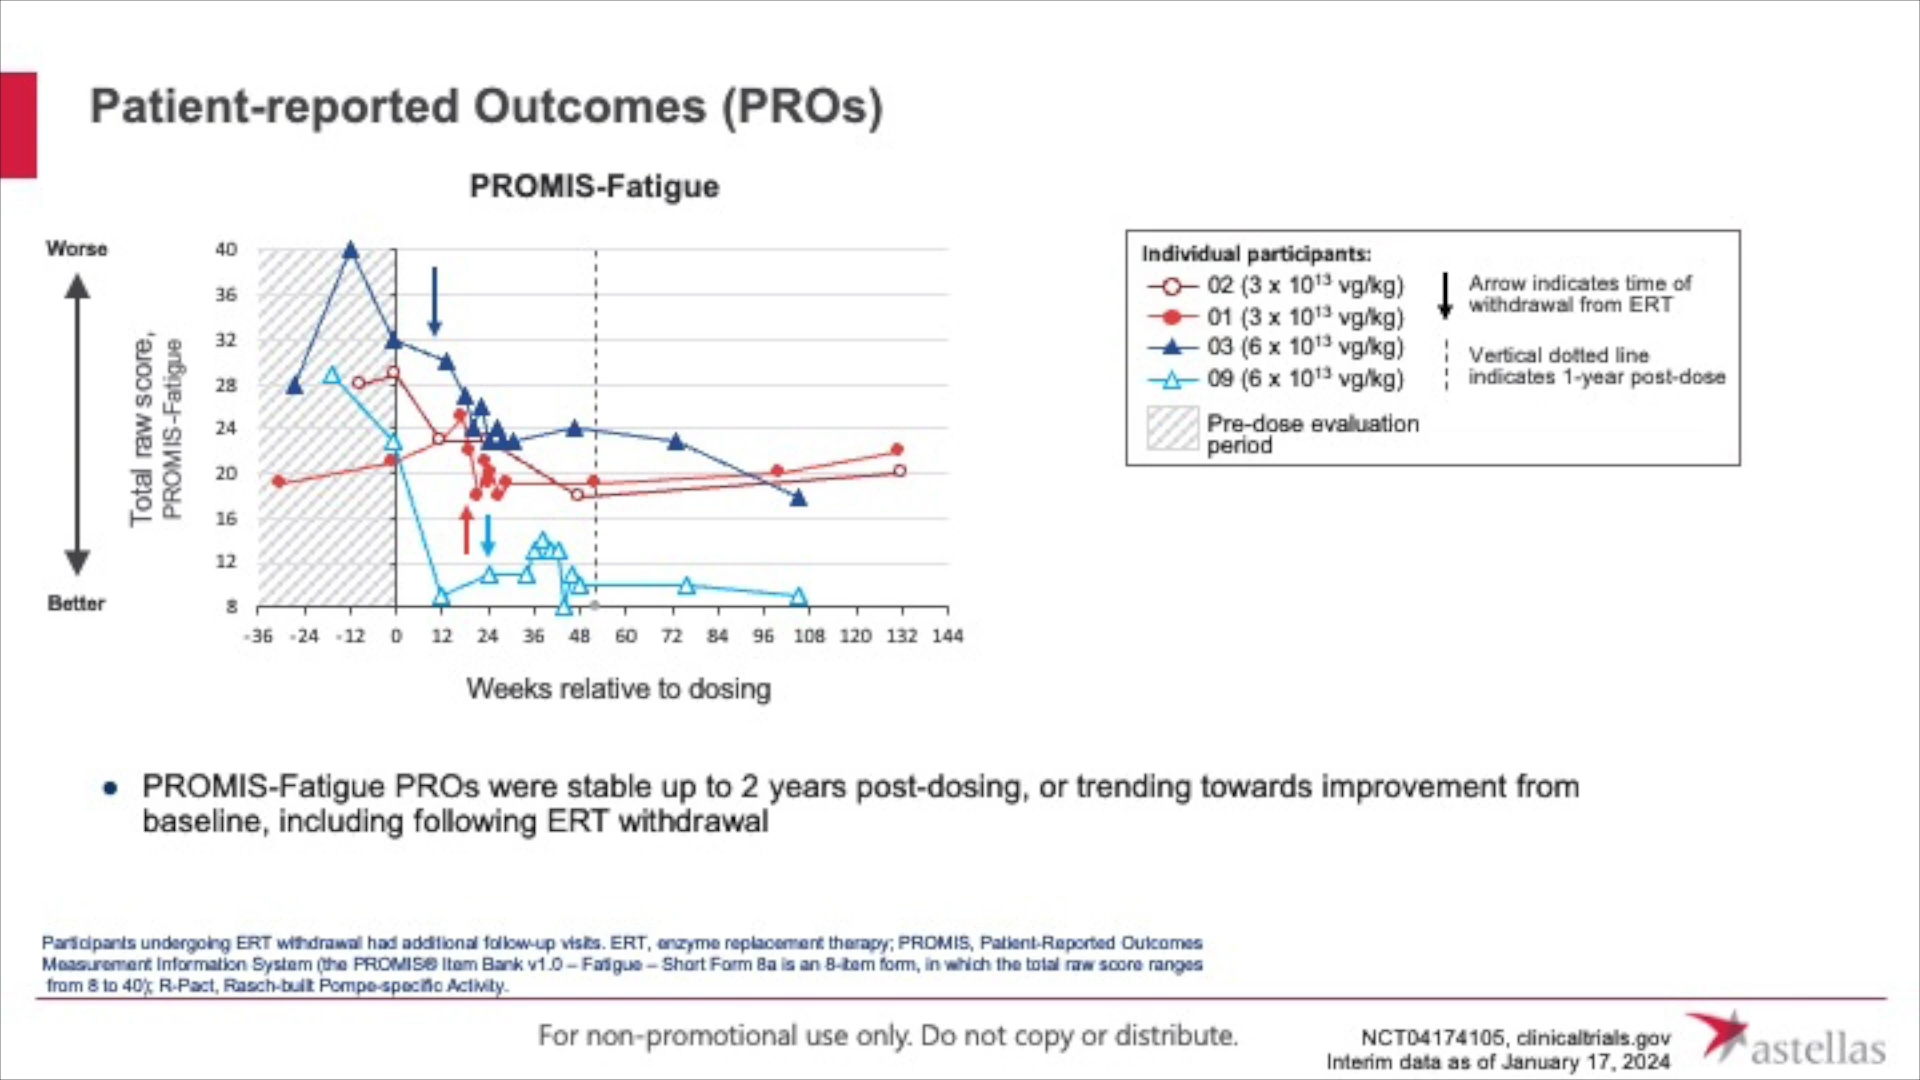 Patient-reported Outcomes (PROs)
PROMIS-Fatigue
Worse
Better
Total raw score,
PROMIS-Fatigue
40
36
32
28
24
20
16
12
8
-36 -24 -12 0 12 24 36 48 60 72 84 96 108 120 132 144
Weeks relative to dosing
Individual participants:
02 (3 x 10¹³ vg/kg)
01 (3 x 10¹³ vg/kg)
03 (6 x 10¹³ vg/kg)
09 (6 x 10¹³ vg/kg)
Pre-dose evaluation
period
Arrow indicates time of
withdrawal from ERT
Vertical dotted line
indicates 1-year post-dose
• PROMIS-Fatigue PROs were stable up to 2 years post-dosing, or trending towards improvement from
baseline, including following ERT withdrawal
Participants undergoing ERT withdrawal had additional follow-up visits. ERT, enzyme replacement therapy; PROMIS, Patient-Reported Outcomes
Measurement Information System (the PROMIS® Item Bank v1.0 – Fatigue – Short Form 8a is an 8-item form, in which the total raw score ranges
from 8 to 40); R-Pact, Rasch-built Pompe-specific Activity.
For non-promotional use only. Do not copy or distribute.
NCT04174105, clinicaltrials.gov
Interim data as of January 17, 2024
astellas